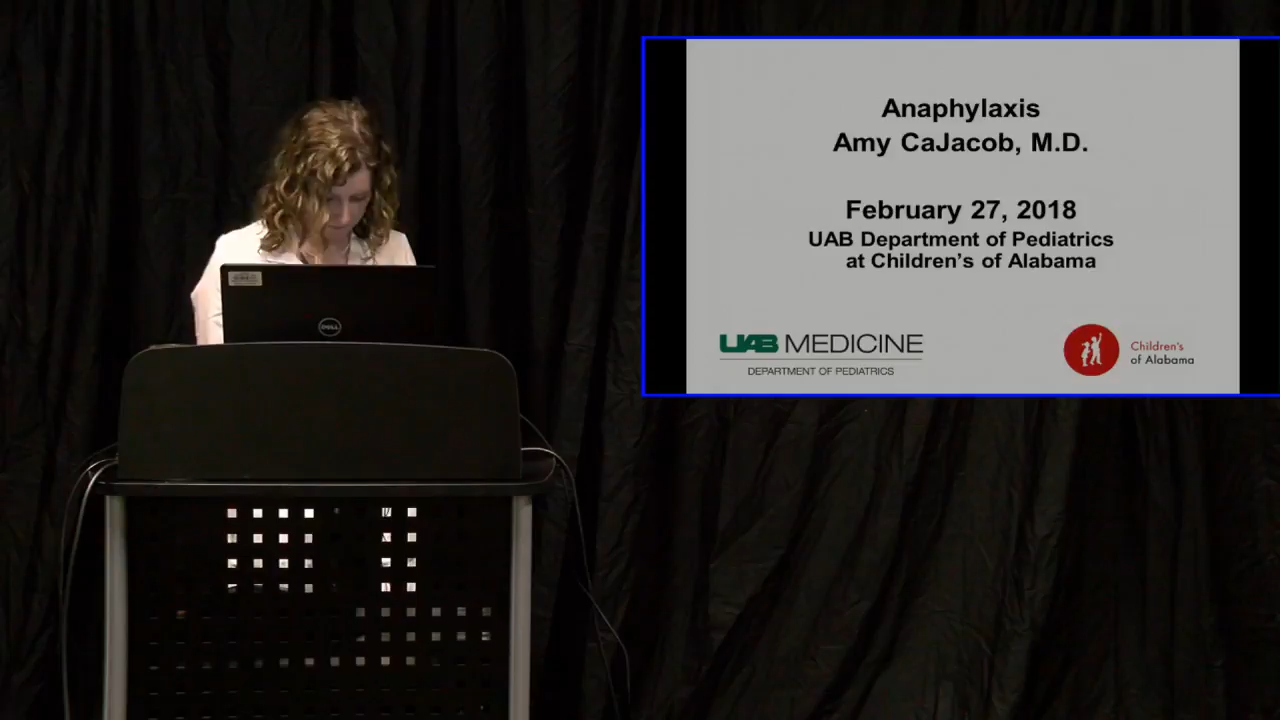 Anaphylaxis
Amy CaJacob, M.D.
February 27, 2018
UAB Department of Pediatrics
at Children's of Alabama
UAB MEDICINE
DEPARTMENT OF PEDIATRICS
Children's
of Alabama
DELL